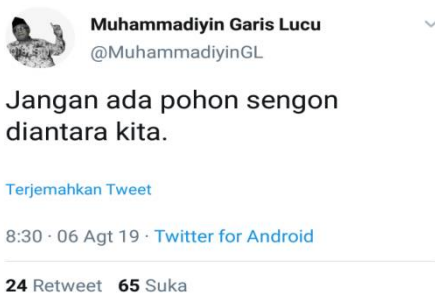 Muhammadiyin Garis Lucu
@MuhammadiyinGL
Jangan ada pohon sengon
diantara kita.
Terjemahkan Tweet
8:30 · 06 Agt 19 · Twitter for Android
24 Retweet 65 Suka